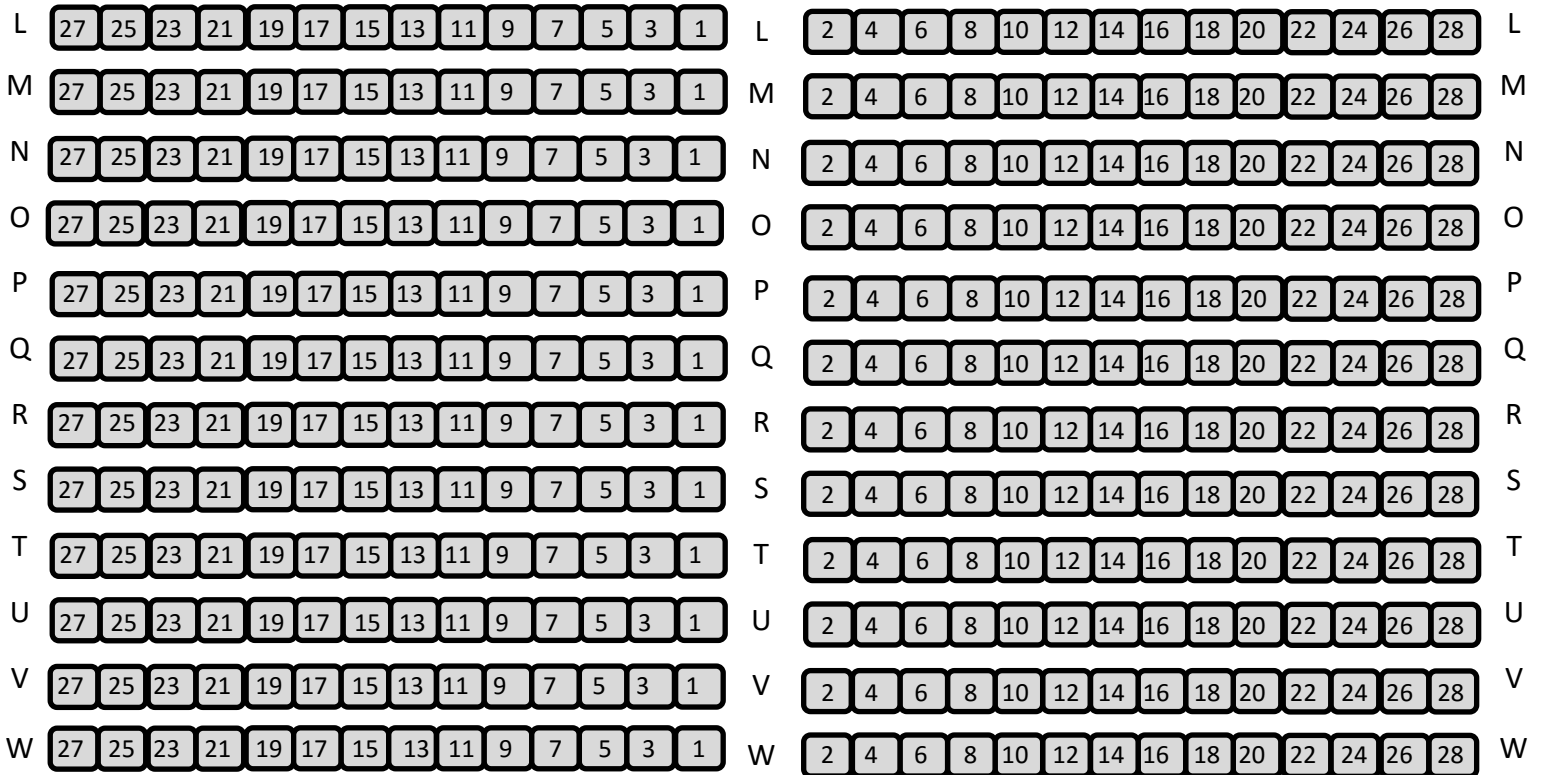 L 27 25 23 21 19 17 15 13 11 9 7 5 3 1 L 2 4 6 8 10 12 14 16 18 20 22 24 26 28 L
M 27 25 23 21 19 17 15 13 11 9 7 5 3 1 M 2 4 6 8 10 12 14 16 18 20 22 24 26 28 M
N 27 25 23 21 19 17 15 13 11 9 7 5 3 1 N 2 4 6 8 10 12 14 16 18 20 22 24 26 28 N
O 27 25 23 21 19 17 15 13 11 9 7 5 3 1 O 2 4 6 8 10 12 14 16 18 20 22 24 26 28 O
P 27 25 23 21 19 17 15 13 11 9 7 5 3 1 P 2 4 6 8 10 12 14 16 18 20 22 24 26 28 P
Q 27 25 23 21 19 17 15 13 11 9 7 5 3 1 Q 2 4 6 8 10 12 14 16 18 20 22 24 26 28 Q
R 27 25 23 21 19 17 15 13 11 9 7 5 3 1 R 2 4 6 8 10 12 14 16 18 20 22 24 26 28 R
S 27 25 23 21 19 17 15 13 11 9 7 5 3 1 S 2 4 6 8 10 12 14 16 18 20 22 24 26 28 S
T 27 25 23 21 19 17 15 13 11 9 7 5 3 1 T 2 4 6 8 10 12 14 16 18 20 22 24 26 28 T
U 27 25 23 21 19 17 15 13 11 9 7 5 3 1 U 2 4 6 8 10 12 14 16 18 20 22 24 26 28 U
V 27 25 23 21 19 17 15 13 11 9 7 5 3 1 V 2 4 6 8 10 12 14 16 18 20 22 24 26 28 V
W 27 25 23 21 19 17 15 13 11 9 7 5 3 1 W 2 4 6 8 10 12 14 16 18 20 22 24 26 28 W